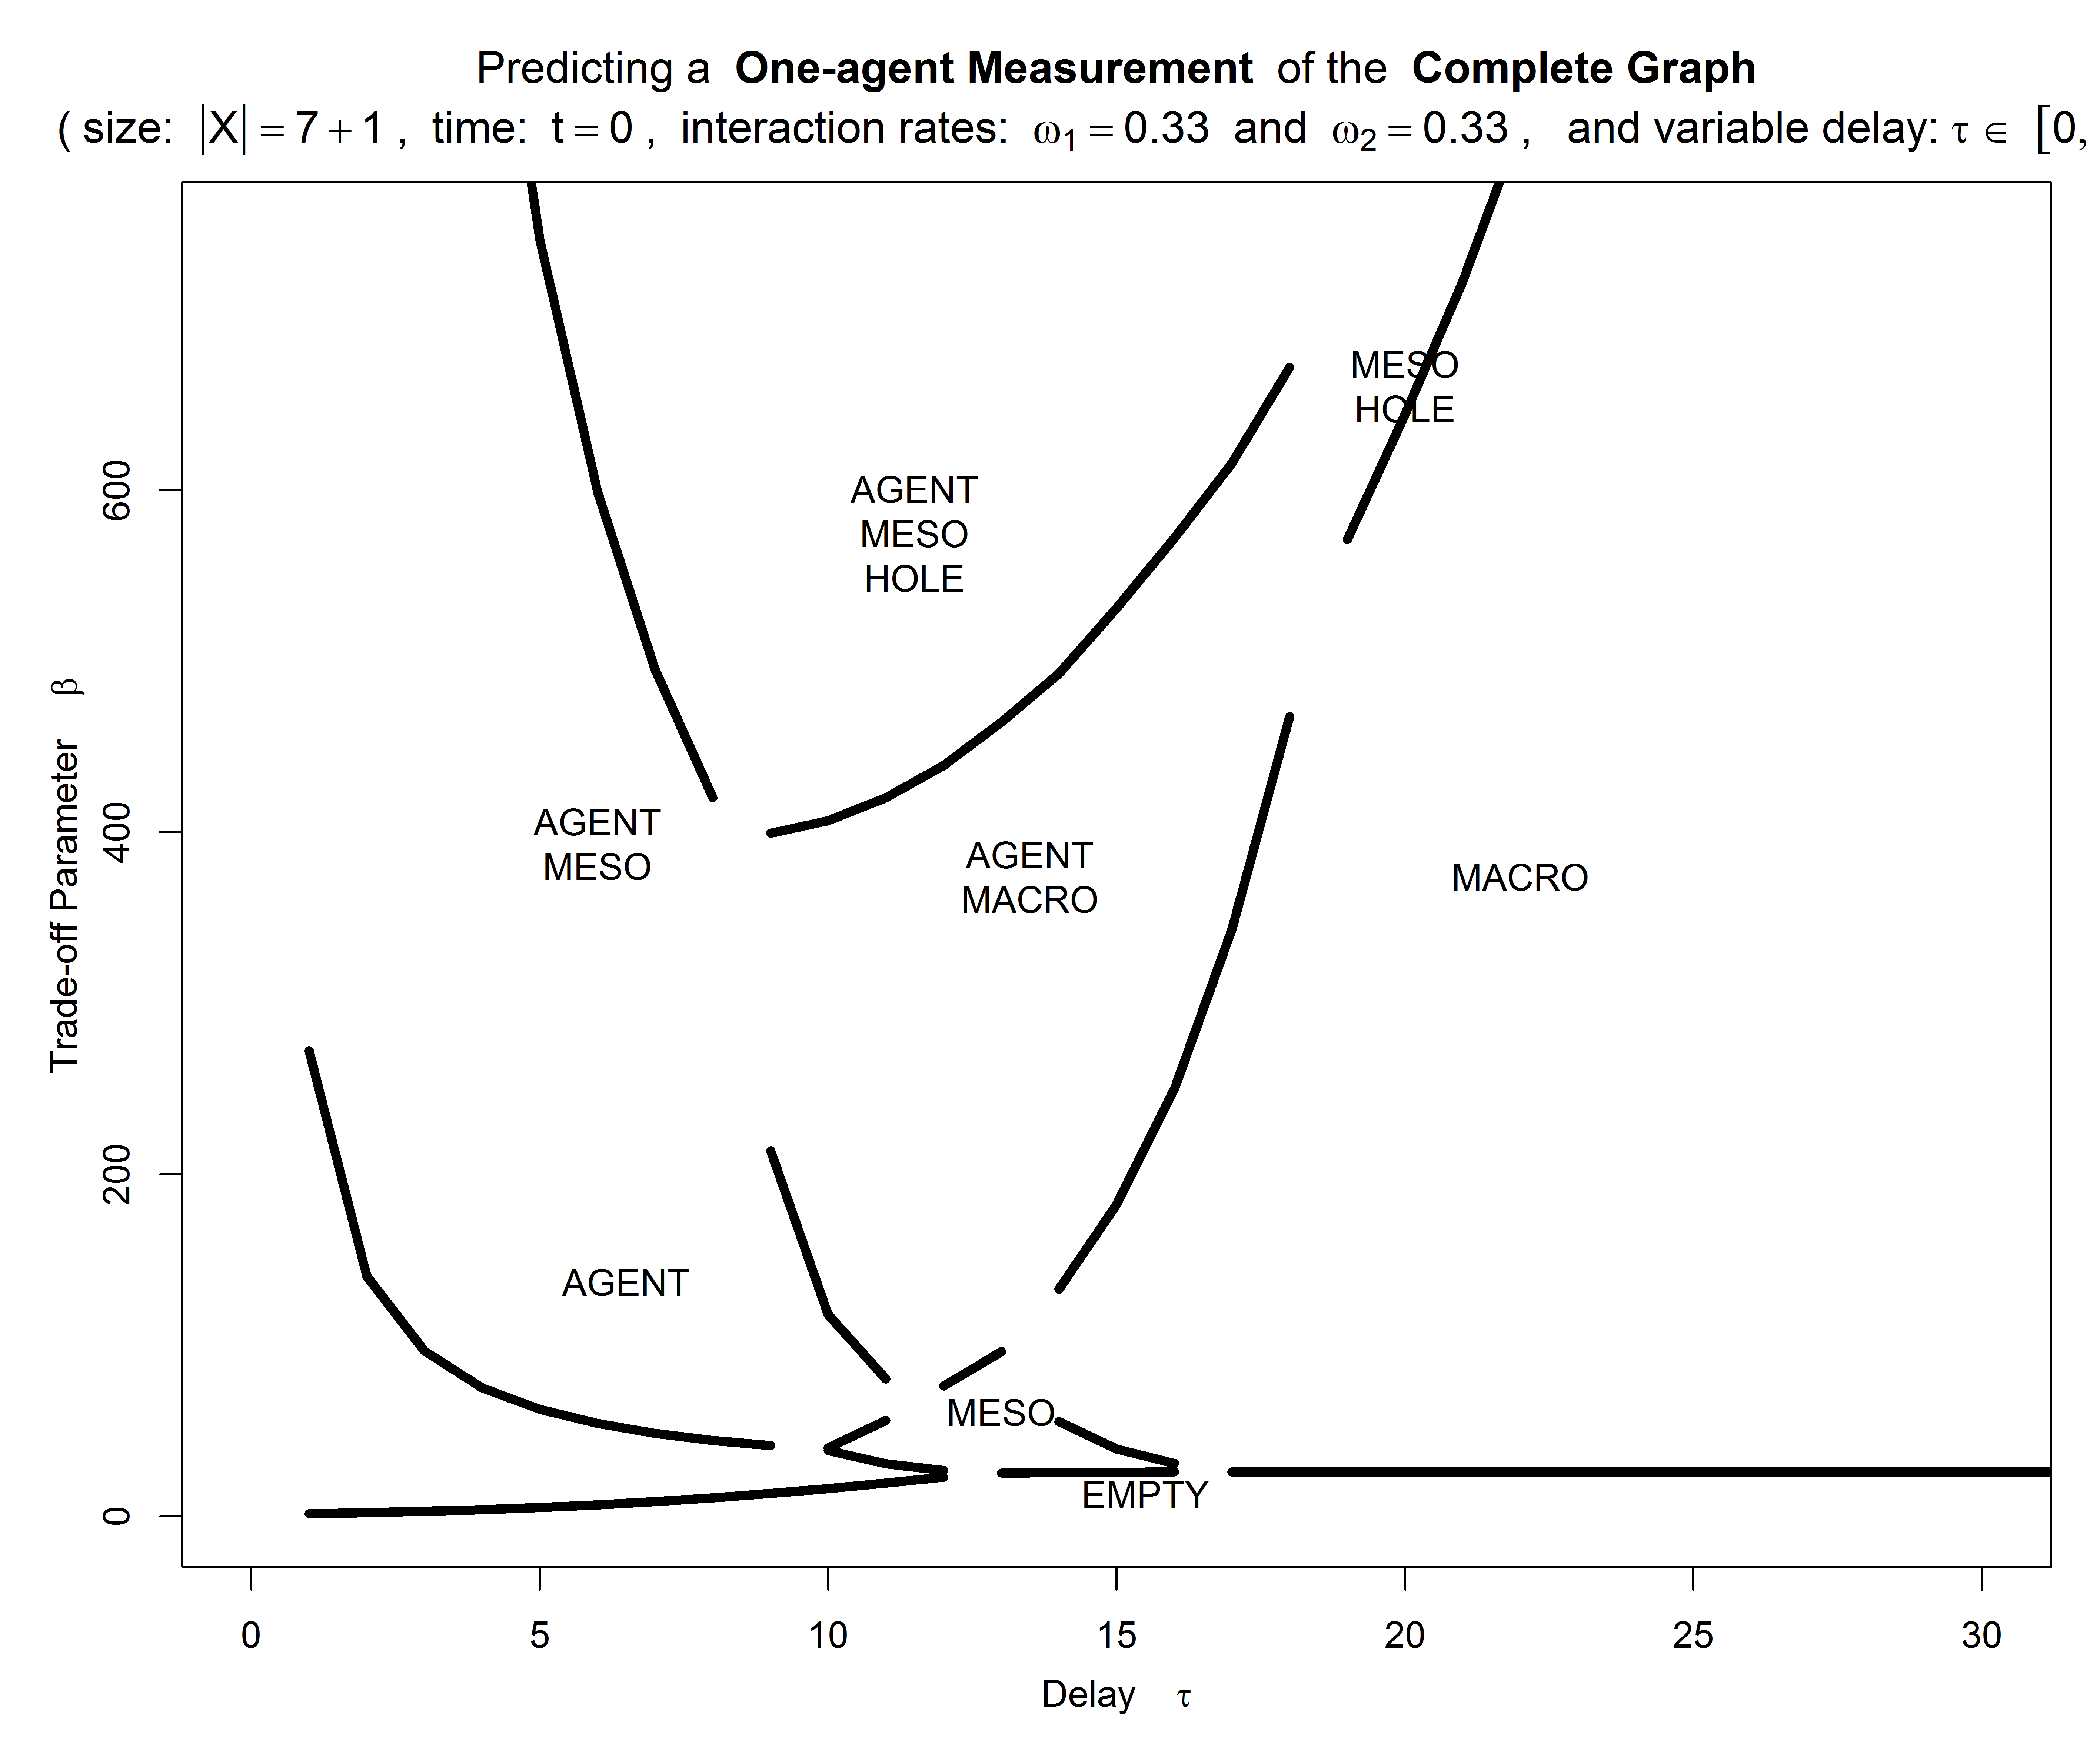 Predicting a One-agent Measurement of the Complete Graph
( size: |X| = 7 + 1 , time: t = 0 , interaction rates: ω1 = 0.33 and ω2 = 0.33 , and variable delay: τ ∈ [0,
MESO
HOLE
AGENT
MESO
HOLE
AGENT
MESO
AGENT
MACRO
MACRO
AGENT
MESO
EMPTY
Trade-off Parameter β
0
200
400
600
0 5 10 15 20 25 30
Delay τ